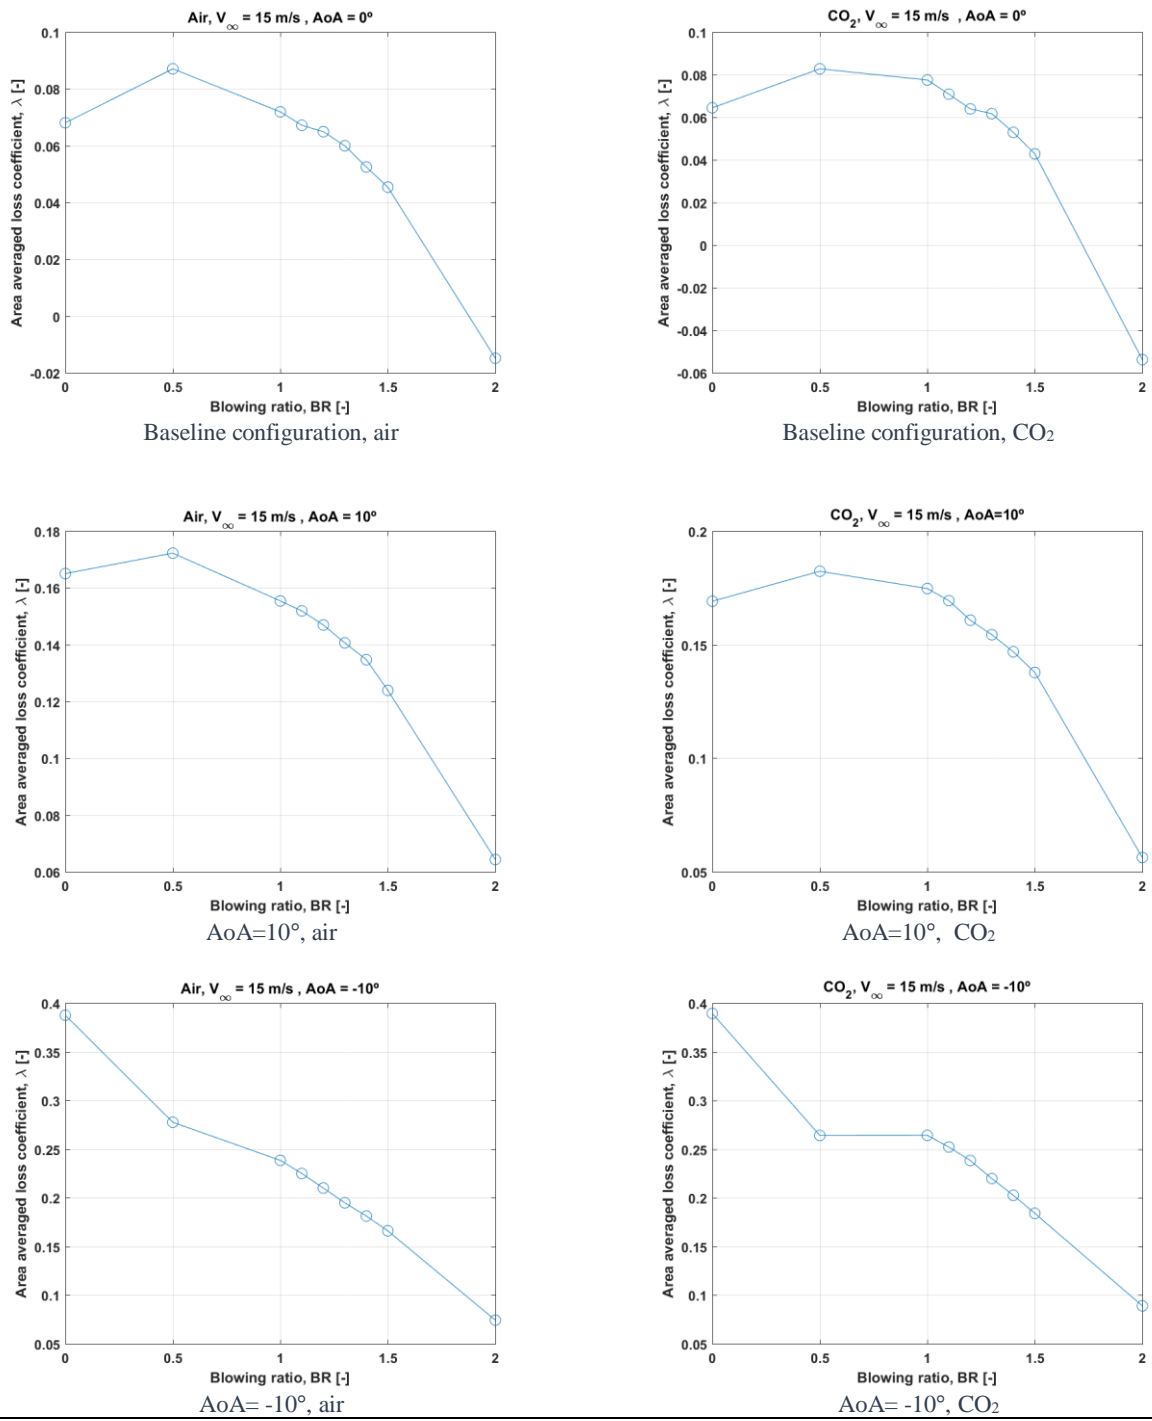 Air, V∞ = 15 m/s , AoA = 0º
0.1
0.08
0.06
0.04
0.02
0
-0.02
Area averaged loss coefficient, λ [-]
0 0.5 1 1.5 2
Blowing ratio, BR [-]
Baseline configuration, air
CO2, V∞ = 15 m/s , AoA = 0º
0.1
0.08
0.06
0.04
0.02
0
-0.02
-0.04
-0.06
Area averaged loss coefficient, λ [-]
0 0.5 1 1.5 2
Blowing ratio, BR [-]
Baseline configuration, CO2
Air, V∞ = 15 m/s , AoA = 10º
0.18
0.16
0.14
0.12
0.1
0.08
0.06
Area averaged loss coefficient, λ [-]
0 0.5 1 1.5 2
Blowing ratio, BR [-]
AoA=10°, air
CO2, V∞ = 15 m/s , AoA=10º
0.2
0.15
0.1
0.05
Area averaged loss coefficient, λ [-]
0 0.5 1 1.5 2
Blowing ratio, BR [-]
AoA=10°, CO2
Air, V∞ = 15 m/s , AoA = -10º
0.4
0.35
0.3
0.25
0.2
0.15
0.1
0.05
Area averaged loss coefficient, λ [-]
0 0.5 1 1.5 2
Blowing ratio, BR [-]
AoA= -10°, air
CO2, V∞ = 15 m/s , AoA = -10º
0.4
0.35
0.3
0.25
0.2
0.15
0.1
0.05
Area averaged loss coefficient, λ [-]
0 0.5 1 1.5 2
Blowing ratio, BR [-]
AoA= -10°, CO2